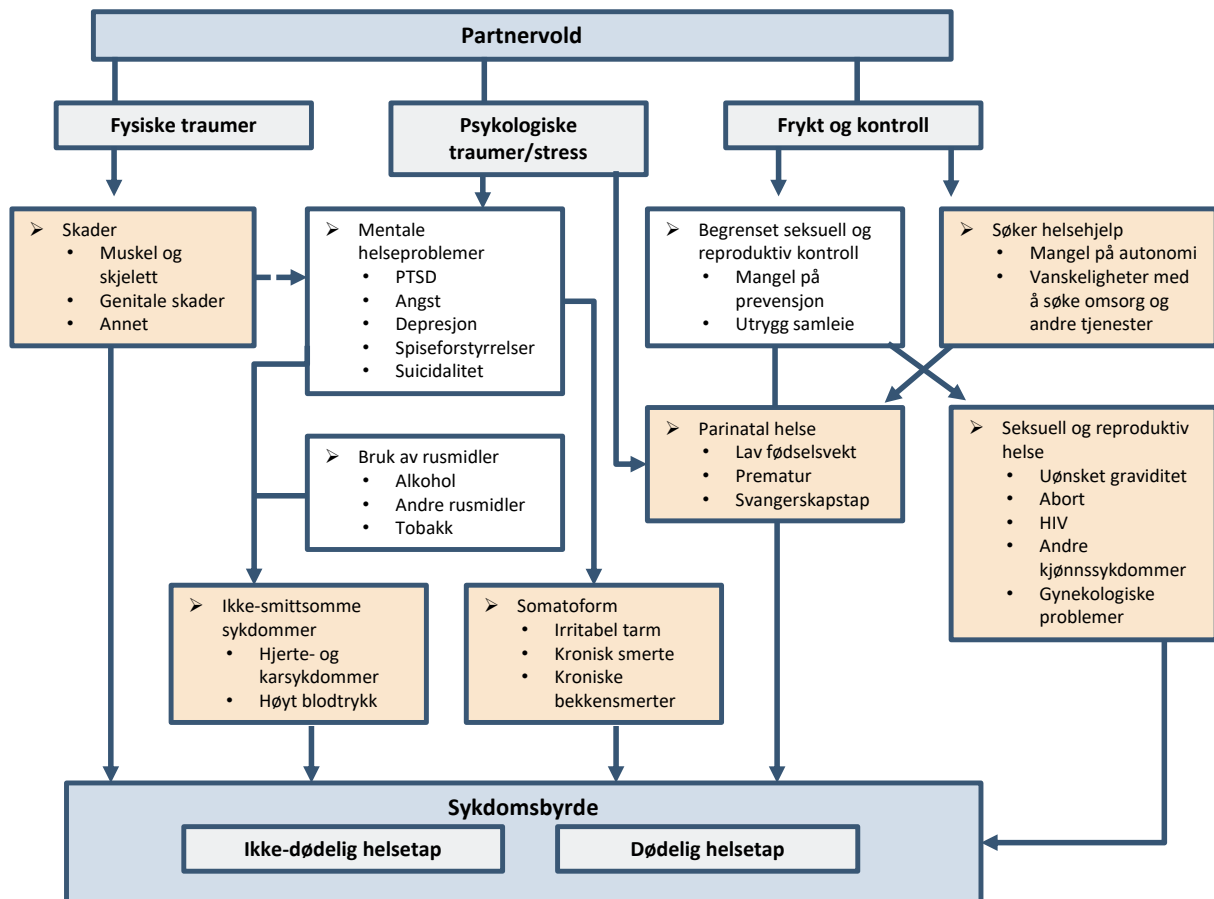 Partnervold
Fysiske traumer
Psykologiske
traumer/stress
Frykt og kontroll
➢ Skader
• Muskel og
skjelett
• Genitale skader
• Annet
➢ Mentale
helseproblemer
• PTSD
• Angst
• Depresjon
• Spiseforstyrrelser
• Suicidalitet
➢ Begrenset seksuell og
reproduktiv kontroll
• Mangel på
prevensjon
• Utrygg samleie
➢ Søker helsehjelp
• Mangel på autonomi
• Vanskeligheter med
å søke omsorg og
andre tjenester
➢ Bruk av rusmidler
• Alkohol
• Andre rusmidler
• Tobakk
➢ Parinatal helse
• Lav fødselsvekt
• Prematur
• Svangerskapstap
➢ Seksuell og reproduktiv
helse
• Uønsket graviditet
• Abort
• HIV
• Andre
kjønnssykdommer
• Gynekologiske
problemer
➢ Ikke-smittsomme
sykdommer
• Hjerte- og
karsykdommer
• Høyt blodtrykk
➢ Somatoform
• Irritabel tarm
• Kronisk smerte
• Kroniske
bekkensmerter
Sykdomsbyrde
Ikke-dødelig helsetap
Dødelig helsetap